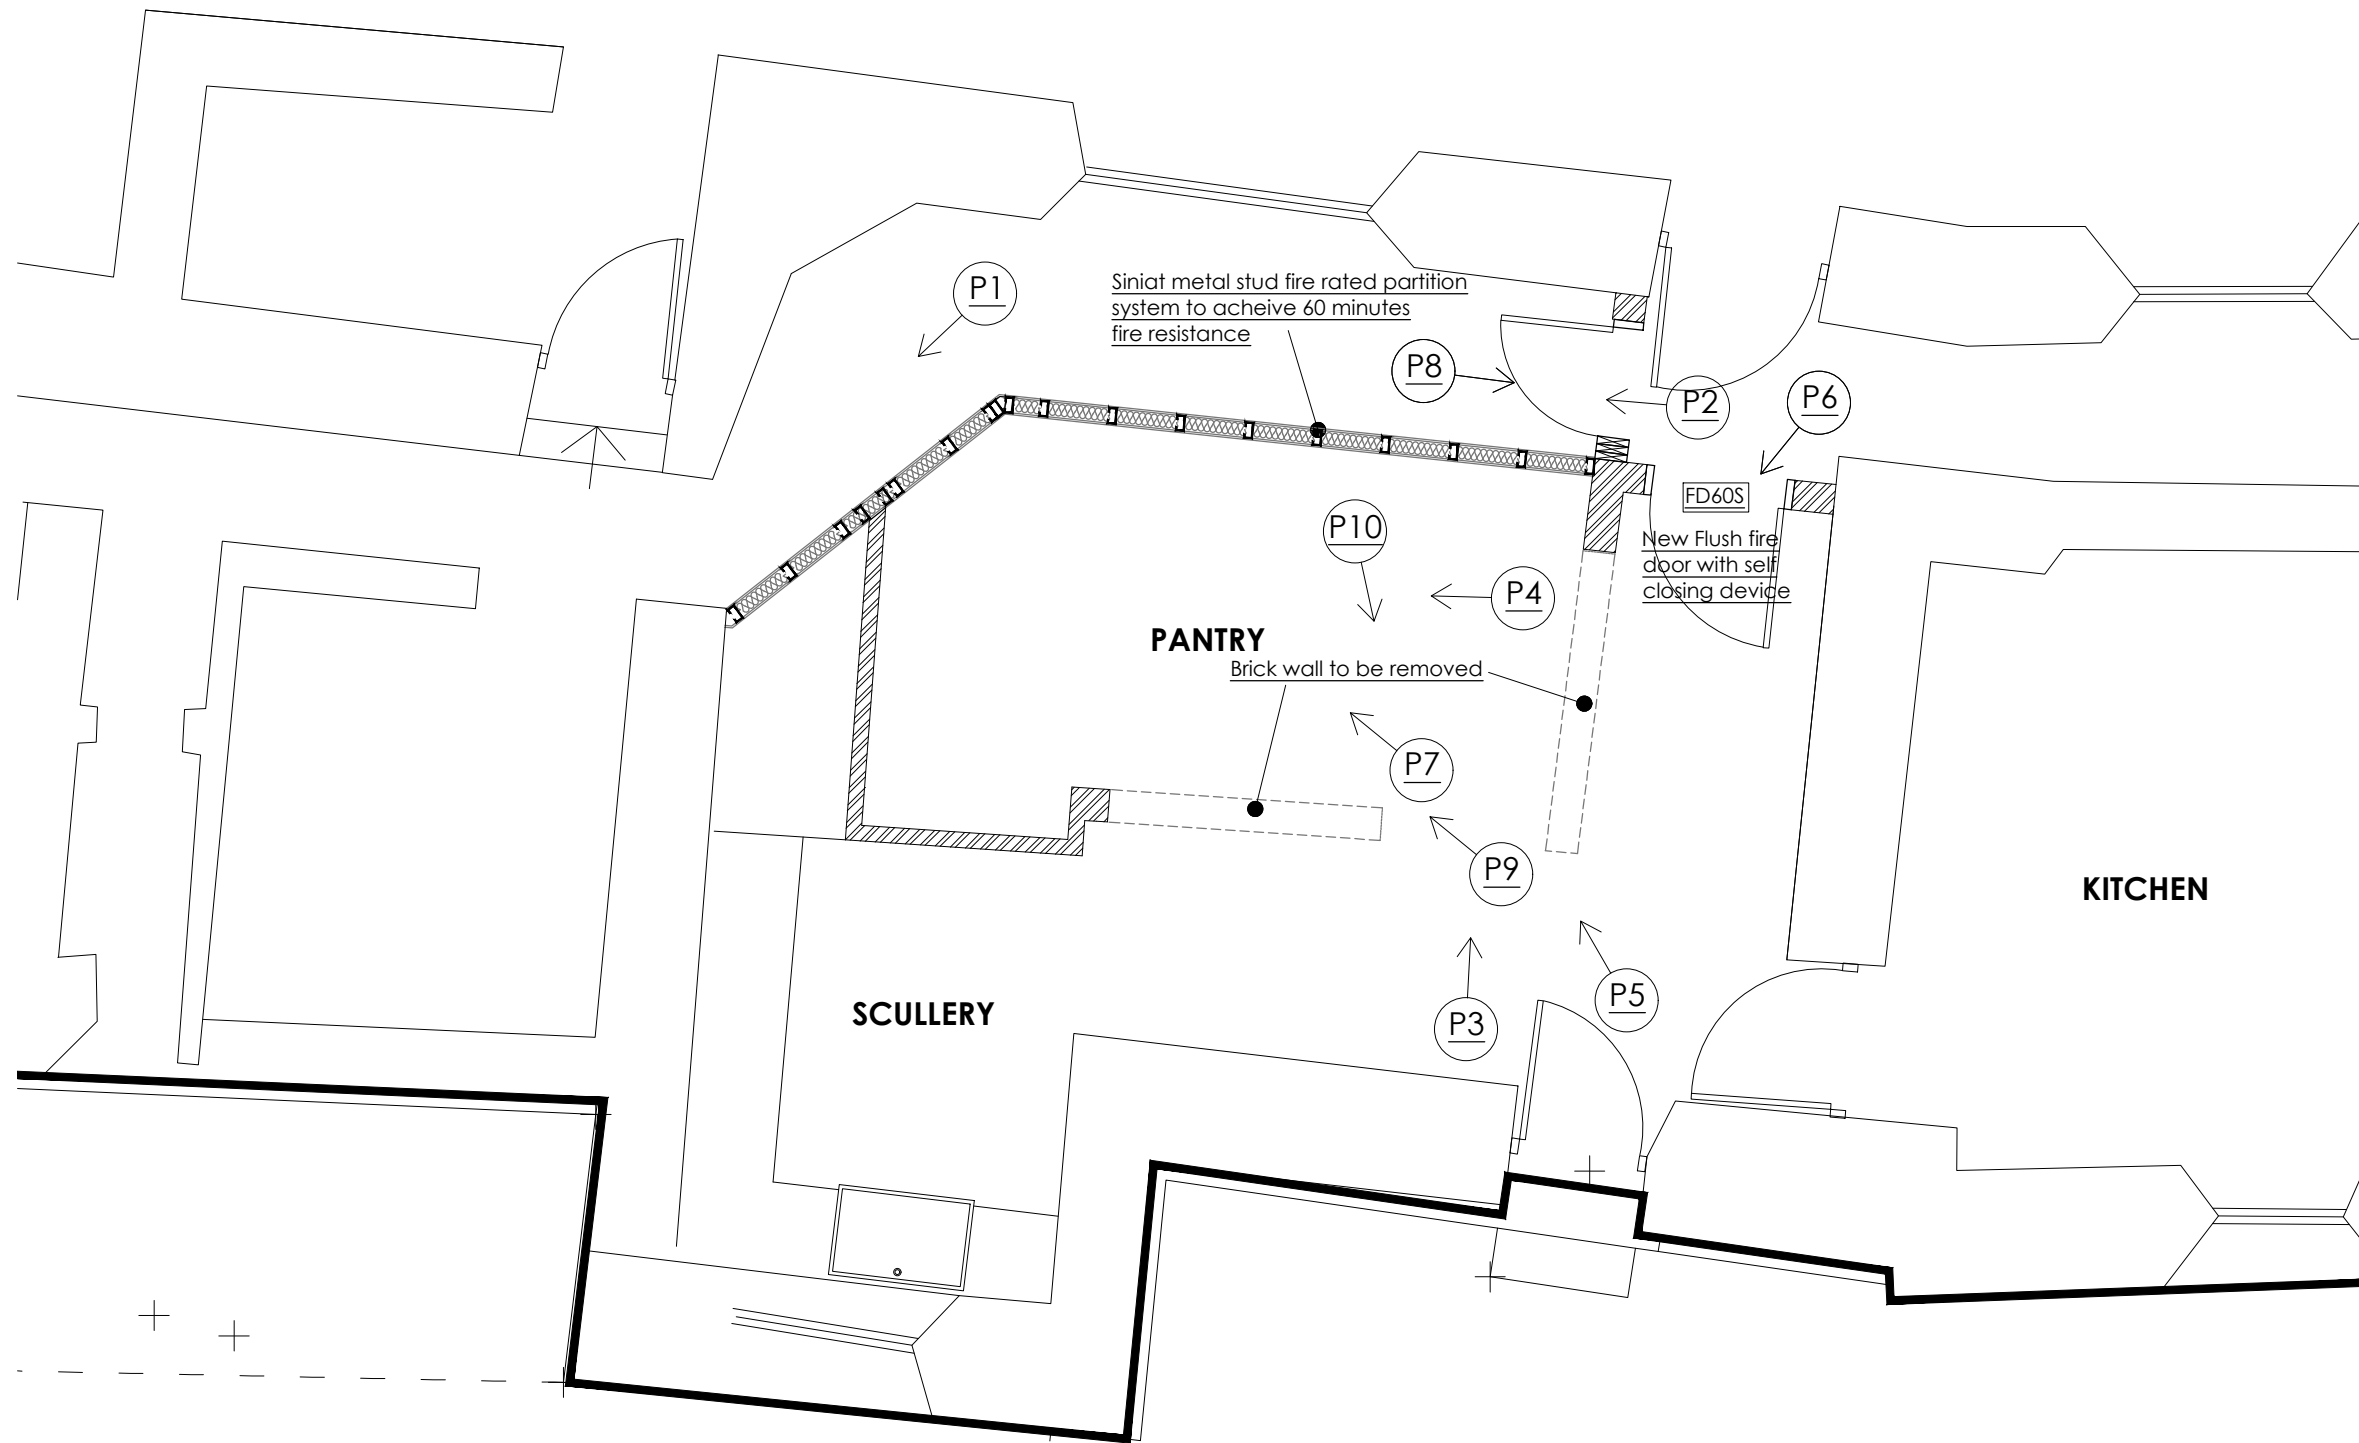 P1
Siniat metal stud fire rated partition
system to acheive 60 minutes
fire resistance
P8
P2
P6
FD60S
New Flush fire
door with self
closing device
P10
P4
PANTRY
Brick wall to be removed
P7
P9
KITCHEN
SCULLERY
P5
P3